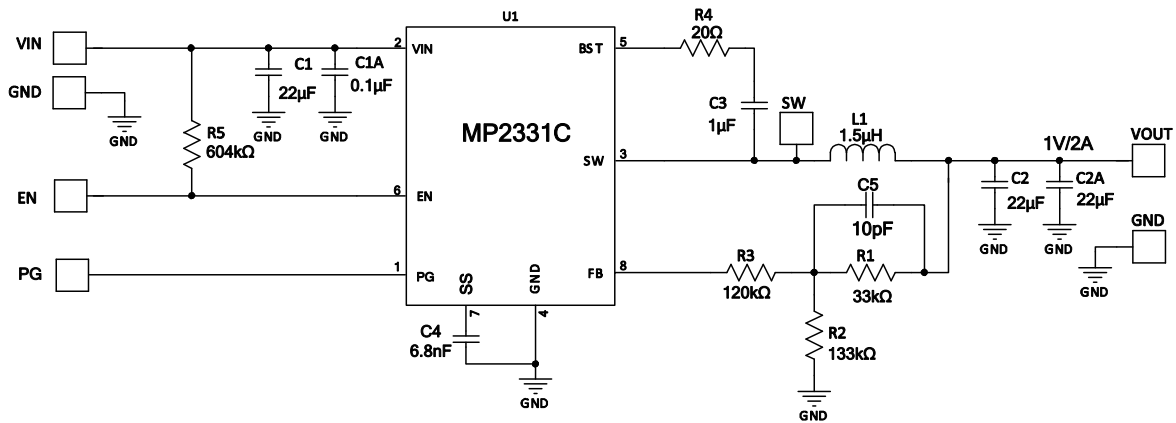 U1
R4
20Ω
VIN
2
VIN
BST
5
C1
22µF
C1A
0.1µF
GND
GND
GND
GND
R5
604kΩ
MP2331C
C3
1µF
SW
L1
1.5µH
SW
3
1V/2A
VOUT
EN
6
EN
C5
10pF
C2
22µF
C2A
22µF
GND
GND
GND
GND
PG
1
PG
SS
GND
FB
8
R3
120kΩ
R1
33kΩ
7
4
C4
6.8nF
R2
133kΩ
GND
GND